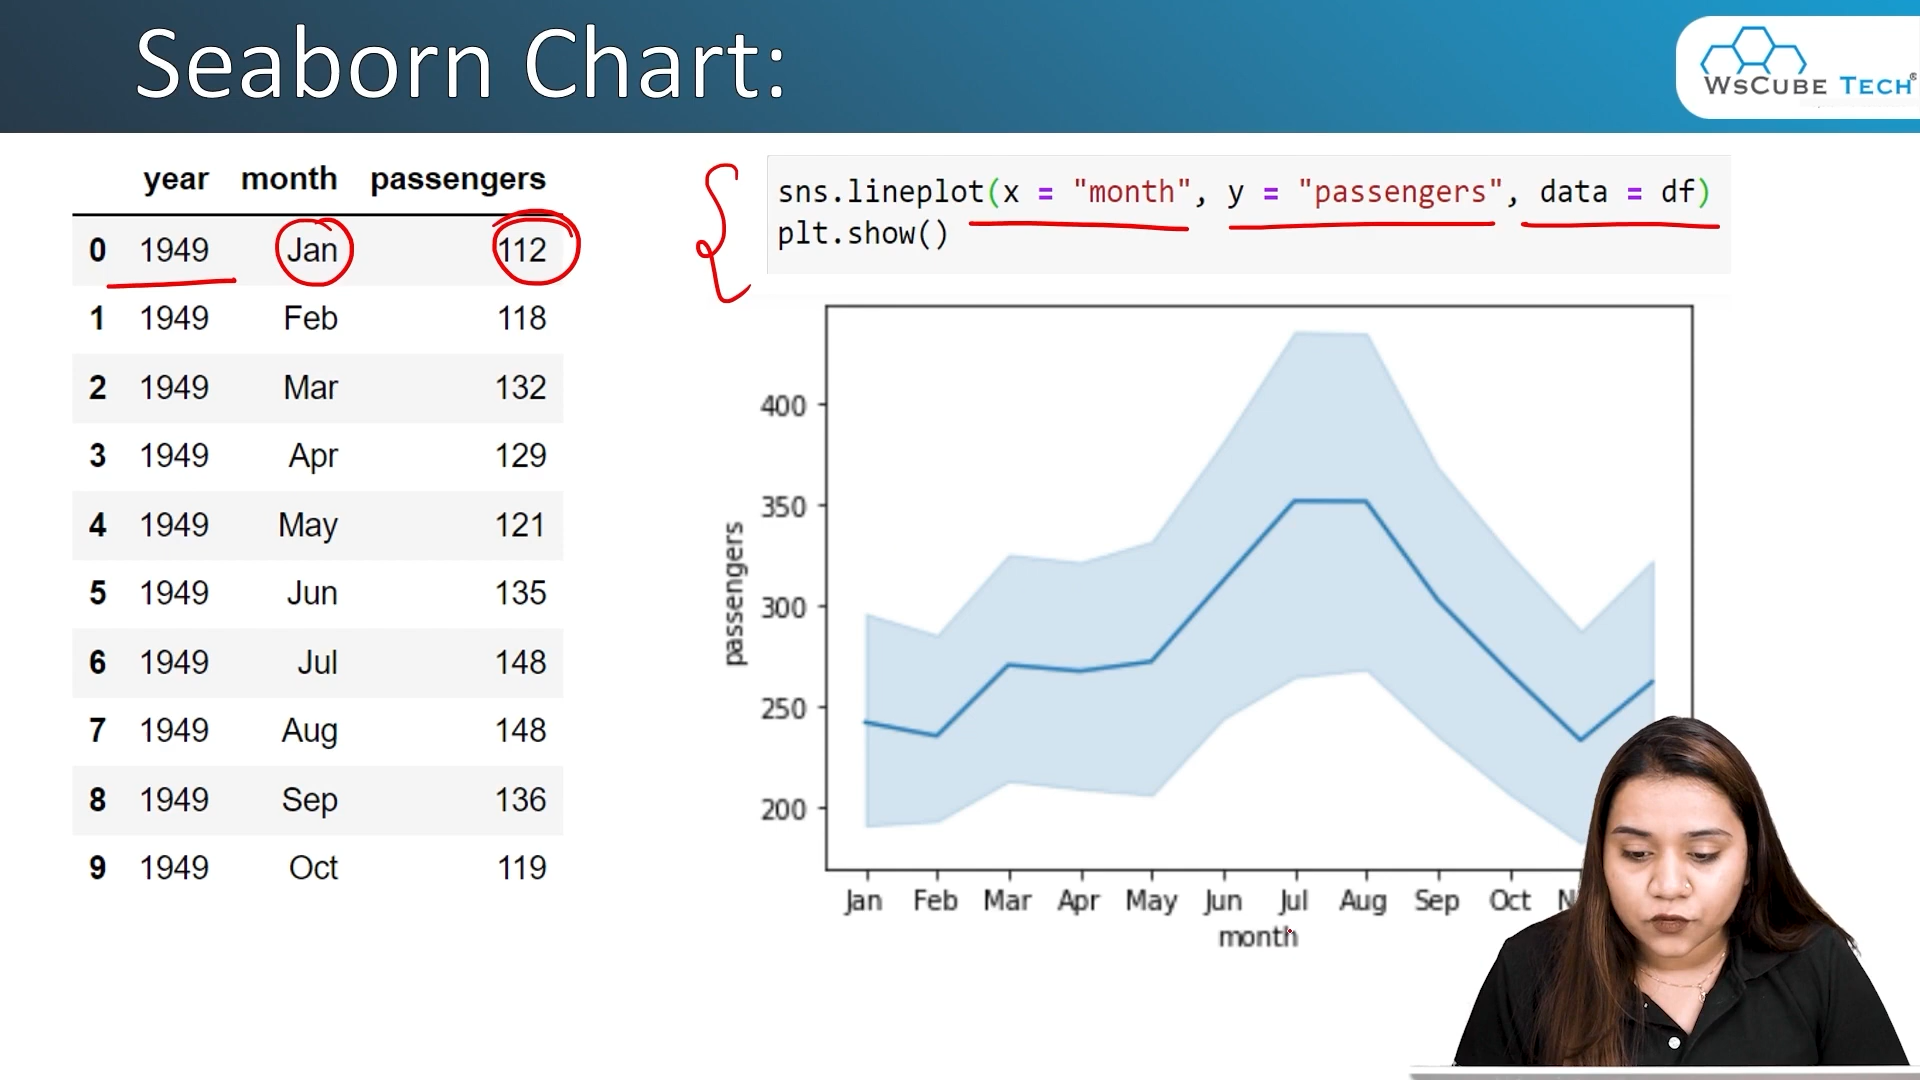 Seaborn Chart:
WSCUBE TECH®
year month passengers
0 1949 Jan 112
1 1949 Feb 118
2 1949 Mar 132
3 1949 Apr 129
4 1949 May 121
5 1949 Jun 135
6 1949 Jul 148
7 1949 Aug 148
8 1949 Sep 136
9 1949 Oct 119
sns.lineplot(x = "month", y = "passengers", data = df)
plt.show()
400
350
300
250
200
passengers
Jan Feb Mar Apr May Jun Jul Aug Sep Oct
month